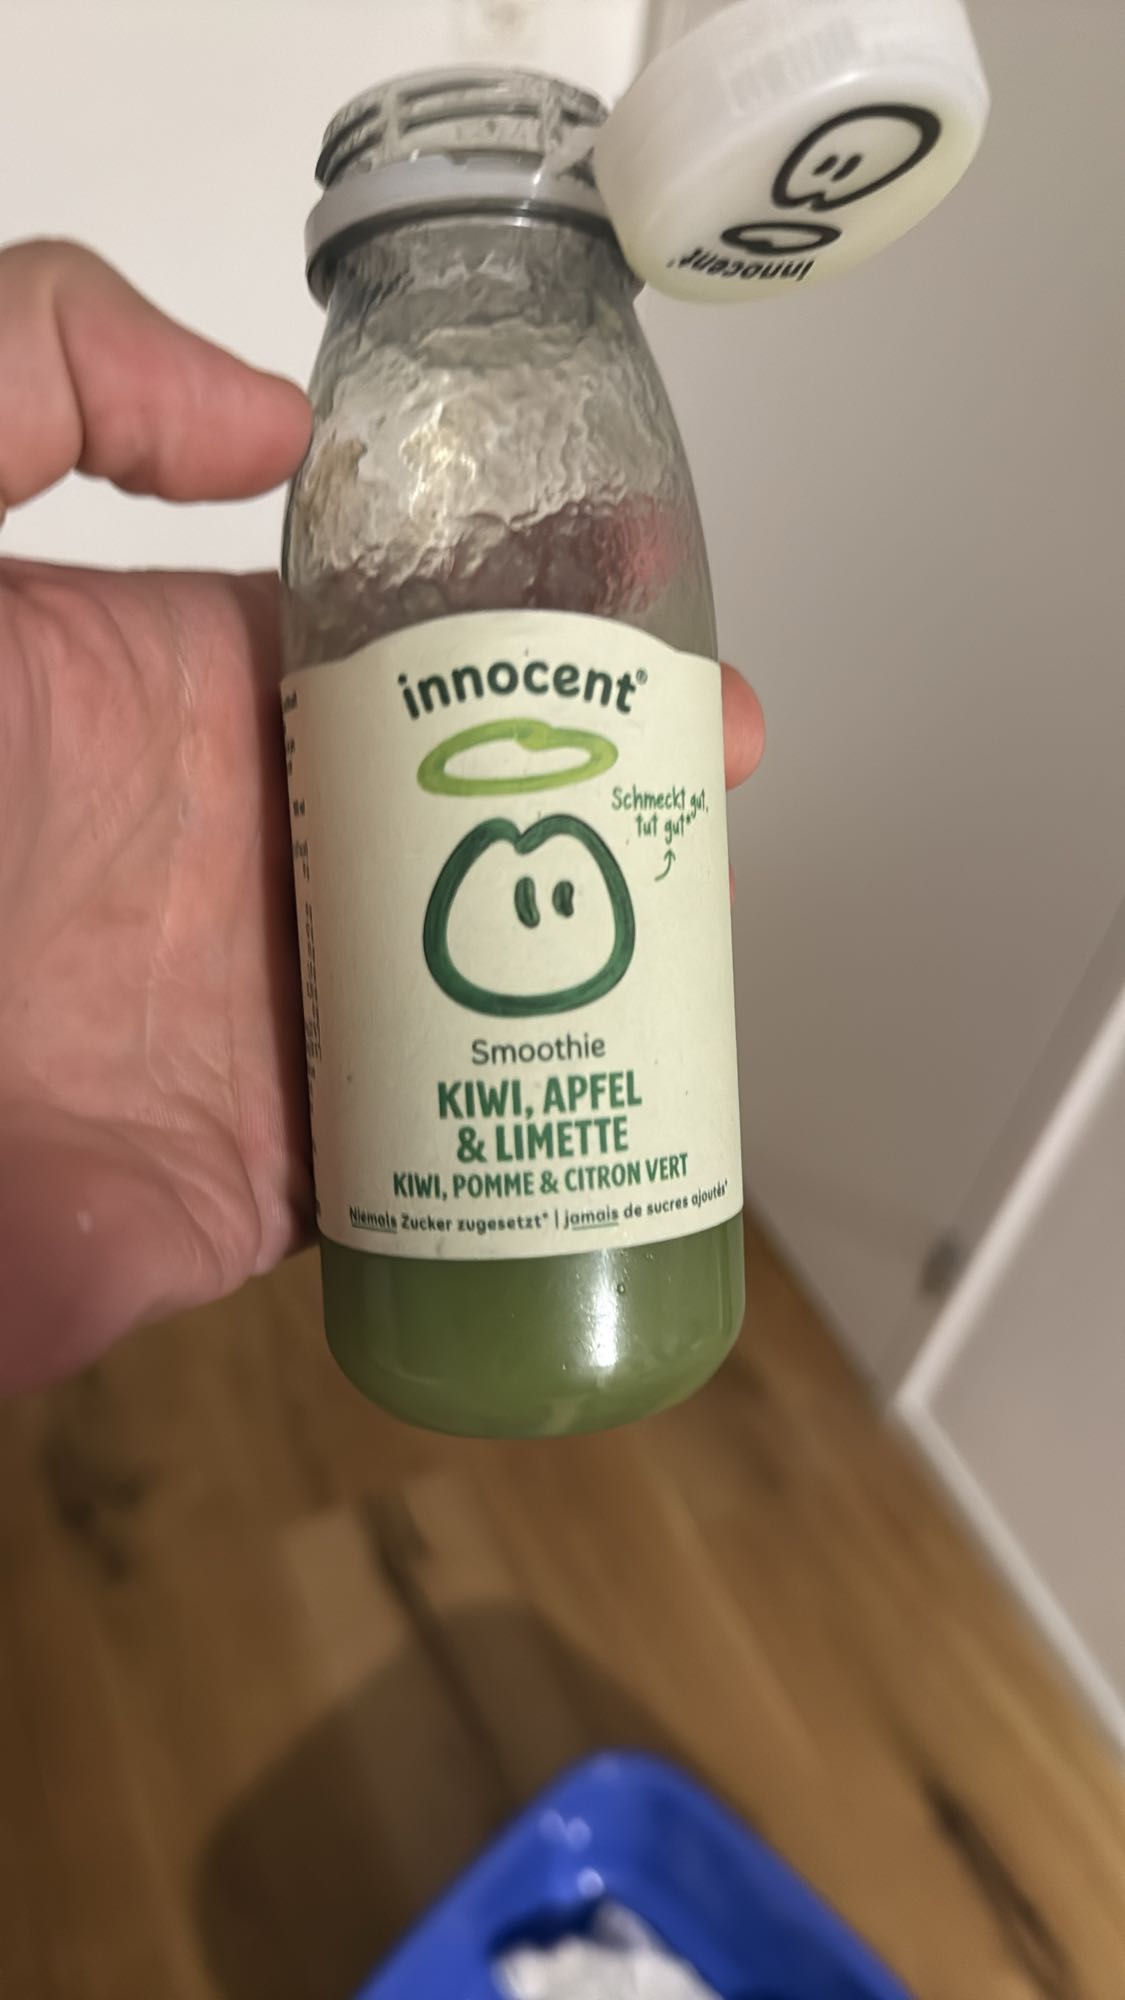 innocent
innocent®
Schmeckt gut,
tut gut*
Smoothie
KIWI, APFEL
& LIMETTE
KIWI, POMME & CITRON VERT
Niemals Zucker zugesetzt* | jamais de sucres ajoutés*